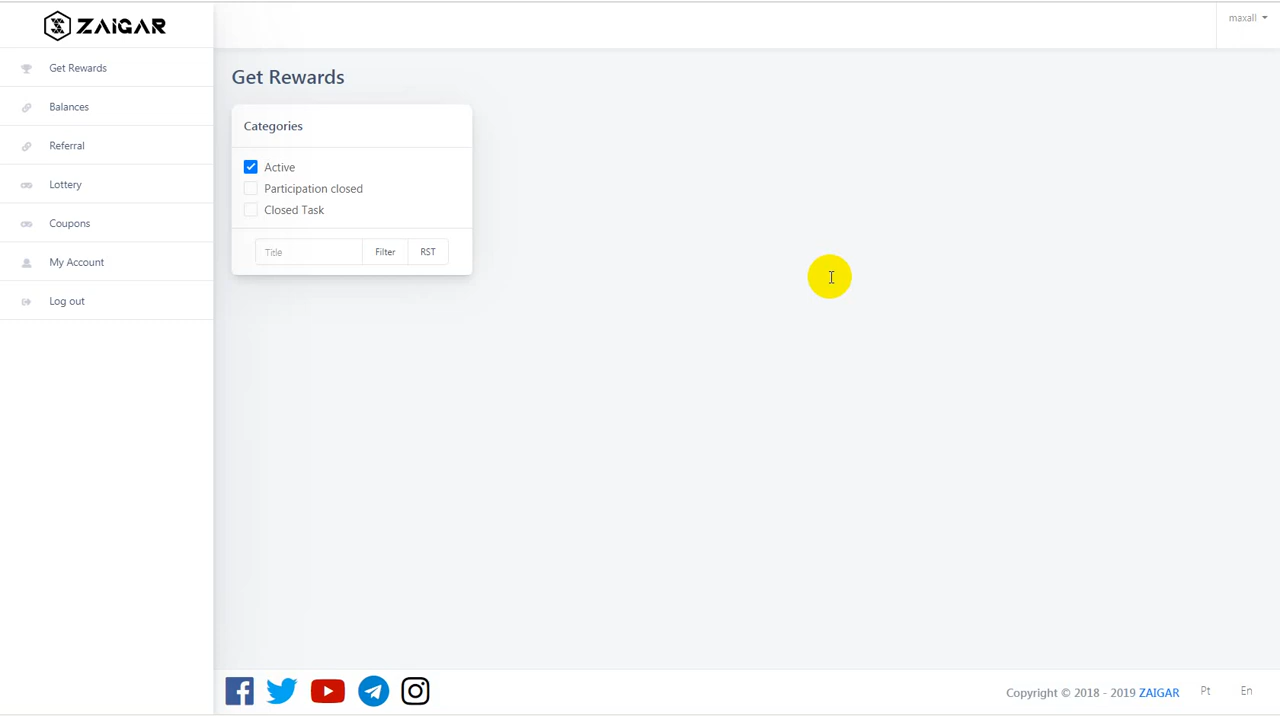 ZAIGAR
maxall
Get Rewards
Balances
Referral
Lottery
Coupons
My Account
Log out
Get Rewards
Categories
Active
Participation closed
Closed Task
Title Filter RST
Copyright © 2018 - 2019 ZAIGAR Pt En